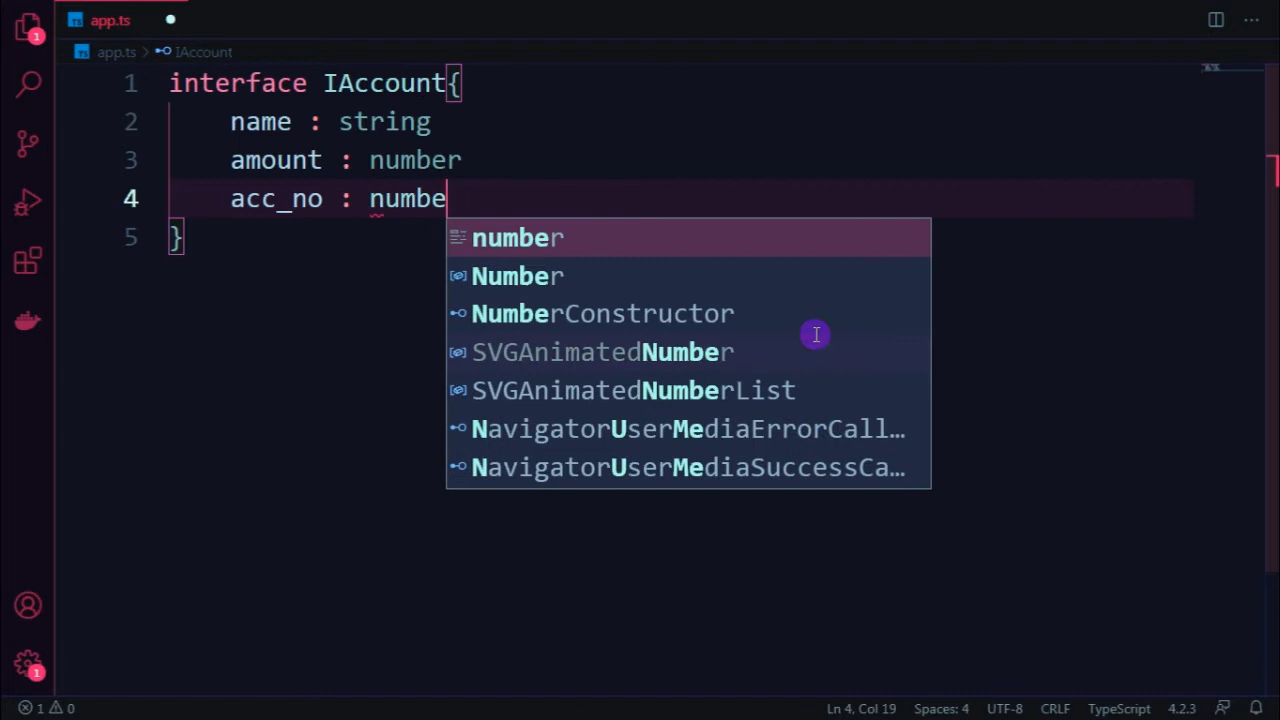 1
app.ts
app.ts > IAccount
1 interface IAccount{
2 name : string
3 amount : number
4 acc_no : numbe
5 }
number
Number
NumberConstructor
SVGAnimatedNumber
SVGAnimatedNumberList
NavigatorUserMediaErrorCall…
NavigatorUserMediaSuccessCa…
1
1 0
Ln 4, Col 19 Spaces: 4 UTF-8 CRLF TypeScript 4.2.3